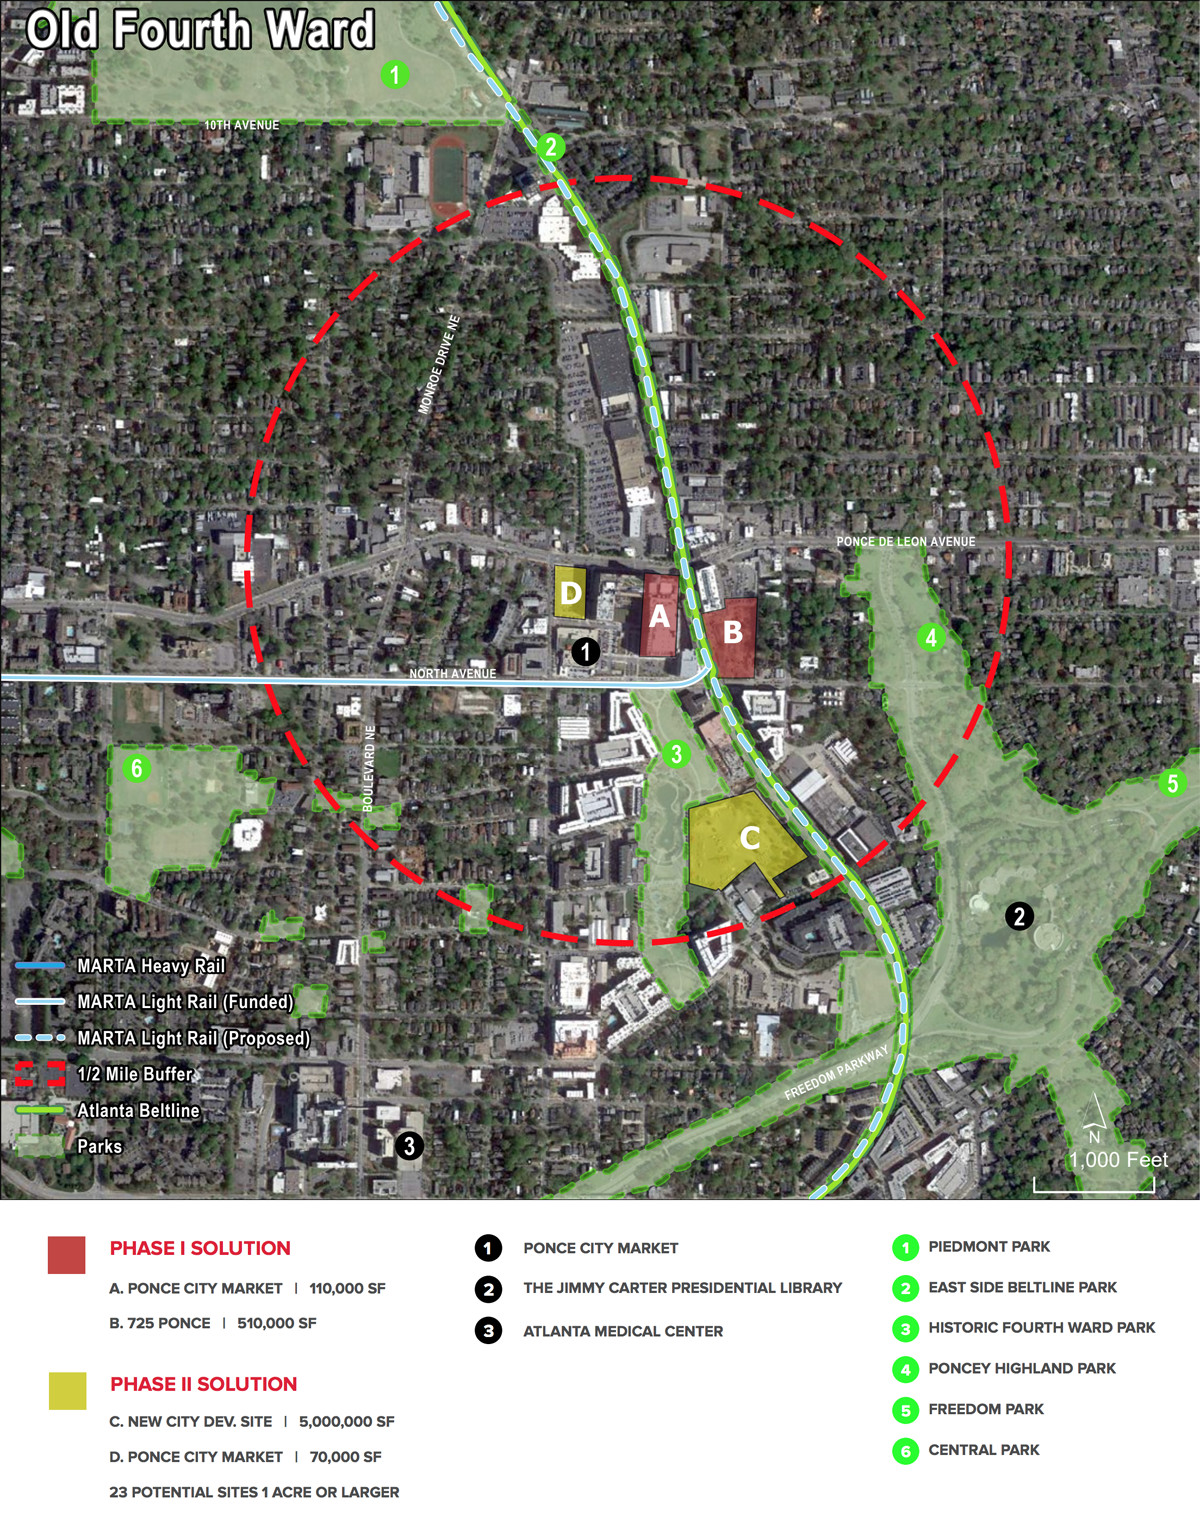 Old Fourth Ward
1
10TH AVENUE
2
MONROE DRIVE NE
PONCE DE LEON AVENUE
D
A
B
4
1
NORTH AVENUE
3
6
5
BOULEVARD NE
C
2
MARTA Heavy Rail
MARTA Light Rail (Funded)
MARTA Light Rail (Proposed)
1/2 Mile Buffer
FREEDOM PARKWAY
Atlanta Beltline
Parks
3
N
1,000 Feet
PHASE I SOLUTION
A. PONCE CITY MARKET | 110,000 SF
B. 725 PONCE | 510,000 SF
PHASE II SOLUTION
C. NEW CITY DEV. SITE | 5,000,000 SF
D. PONCE CITY MARKET | 70,000 SF
23 POTENTIAL SITES 1 ACRE OR LARGER
1 PONCE CITY MARKET
2 THE JIMMY CARTER PRESIDENTIAL LIBRARY
3 ATLANTA MEDICAL CENTER
1 PIEDMONT PARK
2 EAST SIDE BELTLINE PARK
3 HISTORIC FOURTH WARD PARK
4 PONCEY HIGHLAND PARK
5 FREEDOM PARK
6 CENTRAL PARK